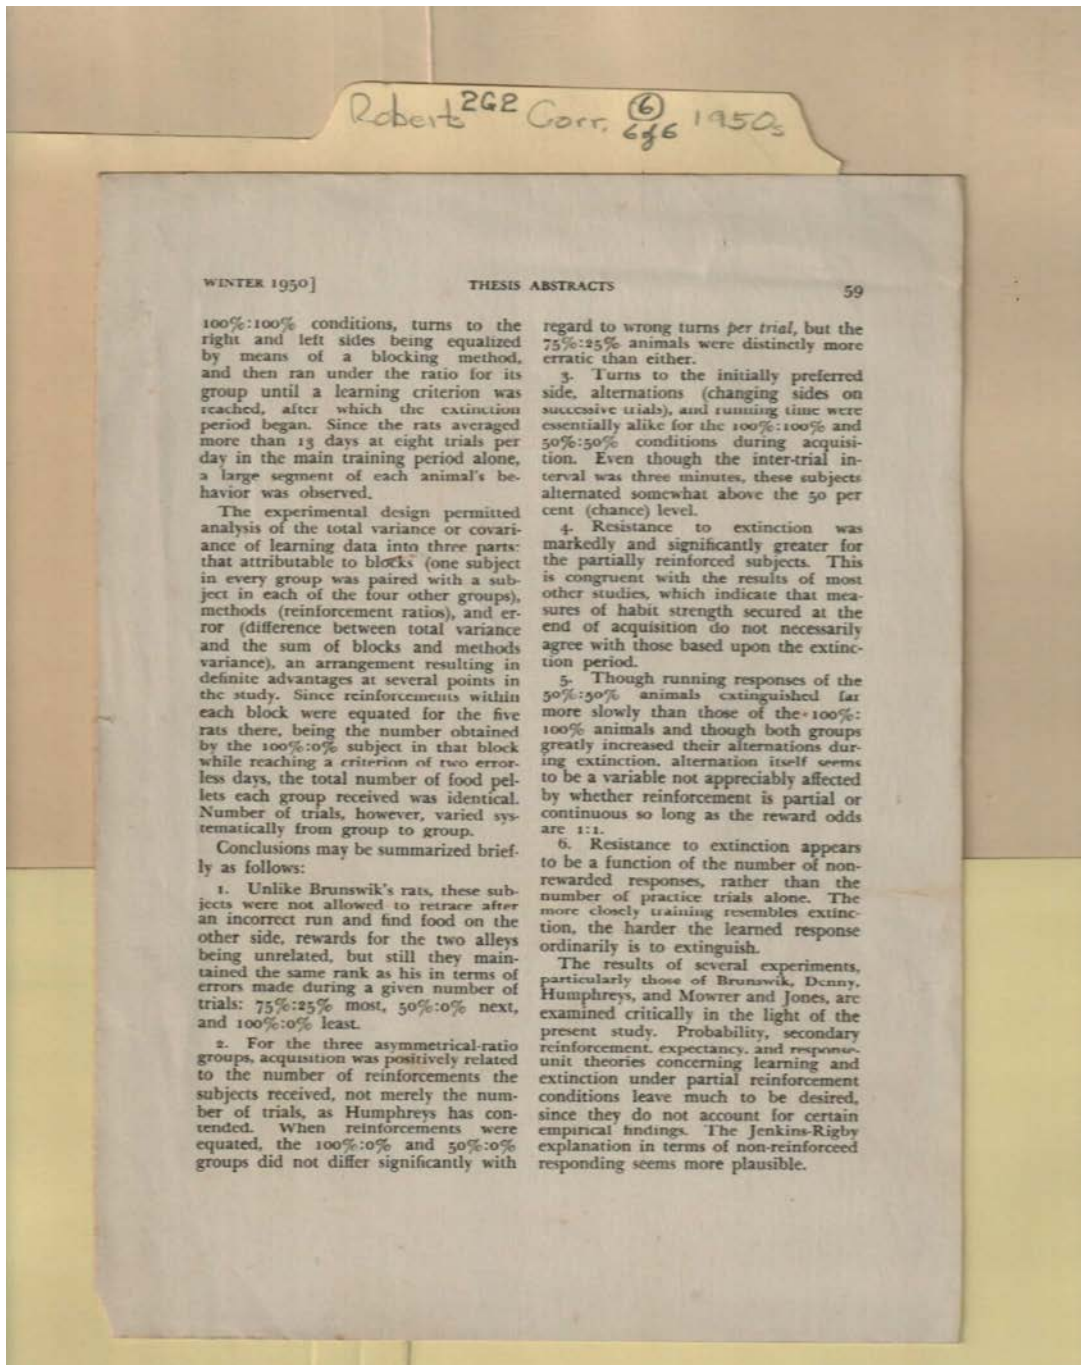 Roberts 2G2 Corr. 6 1950s
6 of 6
WINTER 1950]
THESIS ABSTRACTS
59
100%:100% conditions, turns to the
right and left sides being equalized
by means of a blocking method,
and then ran under the ratio for its
group until a learning criterion was
reached, after which the extinction
period began. Since the rats averaged
more than 13 days at eight trials per
day in the main training period alone,
a large segment of each animal's be-
havior was observed.
The experimental design permitted
analysis of the total variance or covari-
ance of learning data into three parts:
that attributable to blocks (one subject
in every group was paired with a sub-
ject in each of the four other groups),
methods (reinforcement ratios), and er-
ror (difference between total variance
and the sum of blocks and methods
variance), an arrangement resulting in
definite advantages at several points in
the study. Since reinforcements within
each block were equated for the five
rats there, being the number obtained
by the 100%:0% subject in that block
while reaching a criterion of two error-
less days, the total number of food pel-
lets each group received was identical.
Number of trials, however, varied sys-
tematically from group to group.
Conclusions may be summarized brief-
ly as follows:
1. Unlike Brunswik's rats, these sub-
jects were not allowed to retrace after
an incorrect run and find food on the
other side, rewards for the two alleys
being unrelated, but still they main-
tained the same rank as his in terms of
errors made during a given number of
trials: 75%:25% most, 50%:0% next,
and 100%:0% least.
2. For the three asymmetrical-ratio
groups, acquisition was positively related
to the number of reinforcements the
subjects received, not merely the num-
ber of trials, as Humphreys has con-
tended. When reinforcements were
equated, the 100%:0% and 50%:0%
groups did not differ significantly with
regard to wrong turns per trial, but the
75%:25% animals were distinctly more
erratic than either.
3. Turns to the initially preferred
side, alternations (changing sides on
successive trials), and running time were
essentially alike for the 100%:100% and
50%:50% conditions during acquisi-
tion. Even though the inter-trial in-
terval was three minutes, these subjects
alternated somewhat above the 50 per
cent (chance) level.
4. Resistance to extinction was
markedly and significantly greater for
the partially reinforced subjects. This
is congruent with the results of most
other studies, which indicate that mea-
sures of habit strength secured at the
end of acquisition do not necessarily
agree with those based upon the extinc-
tion period.
5. Though running responses of the
50%:50% animals extinguished far
more slowly than those of the 100%:
100% animals and though both groups
greatly increased their alternations dur-
ing extinction, alternation itself seems
to be a variable not appreciably affected
by whether reinforcement is partial or
continuous so long as the reward odds
are 1:1.
6. Resistance to extinction appears
to be a function of the number of non-
rewarded responses, rather than the
number of practice trials alone. The
more closely training resembles extinc-
tion, the harder the learned response
ordinarily is to extinguish.
The results of several experiments,
particularly those of Brunswik, Denny,
Humphreys, and Mowrer and Jones, are
examined critically in the light of the
present study. Probability, secondary
reinforcement, expectancy, and response-
unit theories concerning learning and
extinction under partial reinforcement
conditions leave much to be desired,
since they do not account for certain
empirical findings. The Jenkins-Rigby
explanation in terms of non-reinforceed
responding seems more plausible.